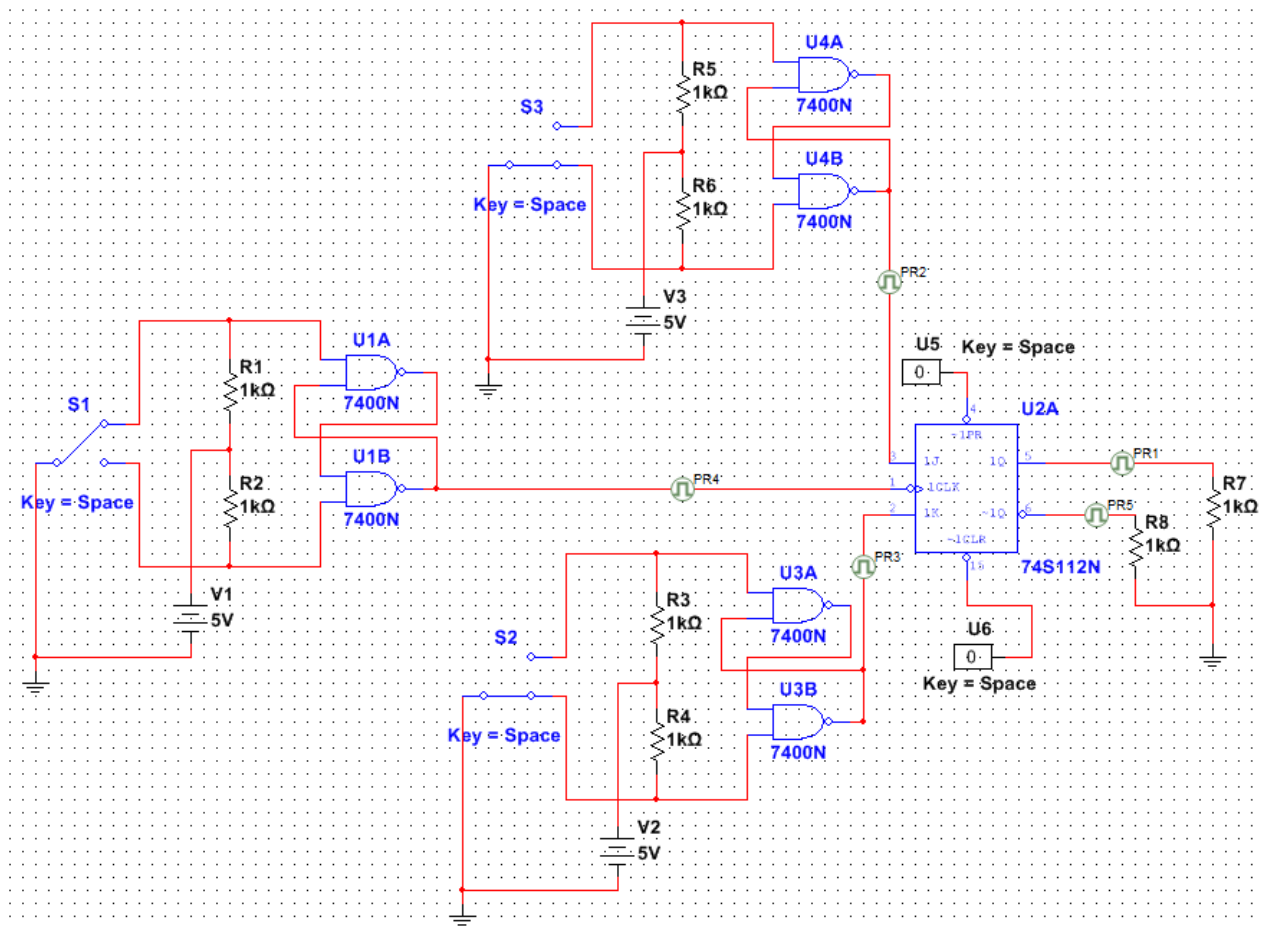 U4A
R5
1kΩ
S3
7400N
U4B
R6
1kΩ
Key = Space
7400N
PR2
V3
5V
U1A
R1
1kΩ
7400N
S1
U5 Key = Space
0
4
U2A
~1PR
U1B
R2
1kΩ
Key = Space
7400N
PR4
3 1J 1Q 5
PR1
1 1CLK
R7
1kΩ
2 1K ~1Q 6
PR5
R8
1kΩ
~1CLR
PR3
15
74S112N
V1
5V
U3A
R3
1kΩ
7400N
S2
U6
0
Key = Space
U3B
R4
1kΩ
Key = Space
7400N
V2
5V